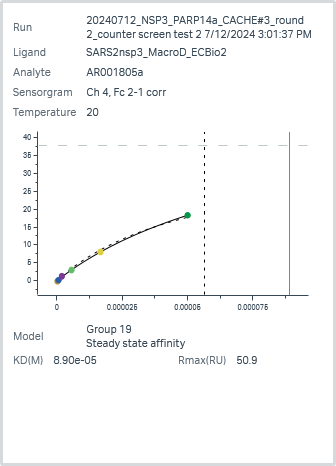 Run 20240712_NSP3_PARP14a_CACHE#3_round
2_counter screen test 2 7/12/2024 3:01:37 PM
Ligand SARS2nsp3_MacroD_ECBio2
Analyte AR001805a
Sensorgram Ch 4, Fc 2-1 corr
Temperature 20
40
35
30
25
20
15
10
5
0
0 0.000025 0.00005 0.000075
Model Group 19
Steady state affinity
KD(M) 8.90e-05 Rmax(RU) 50.9